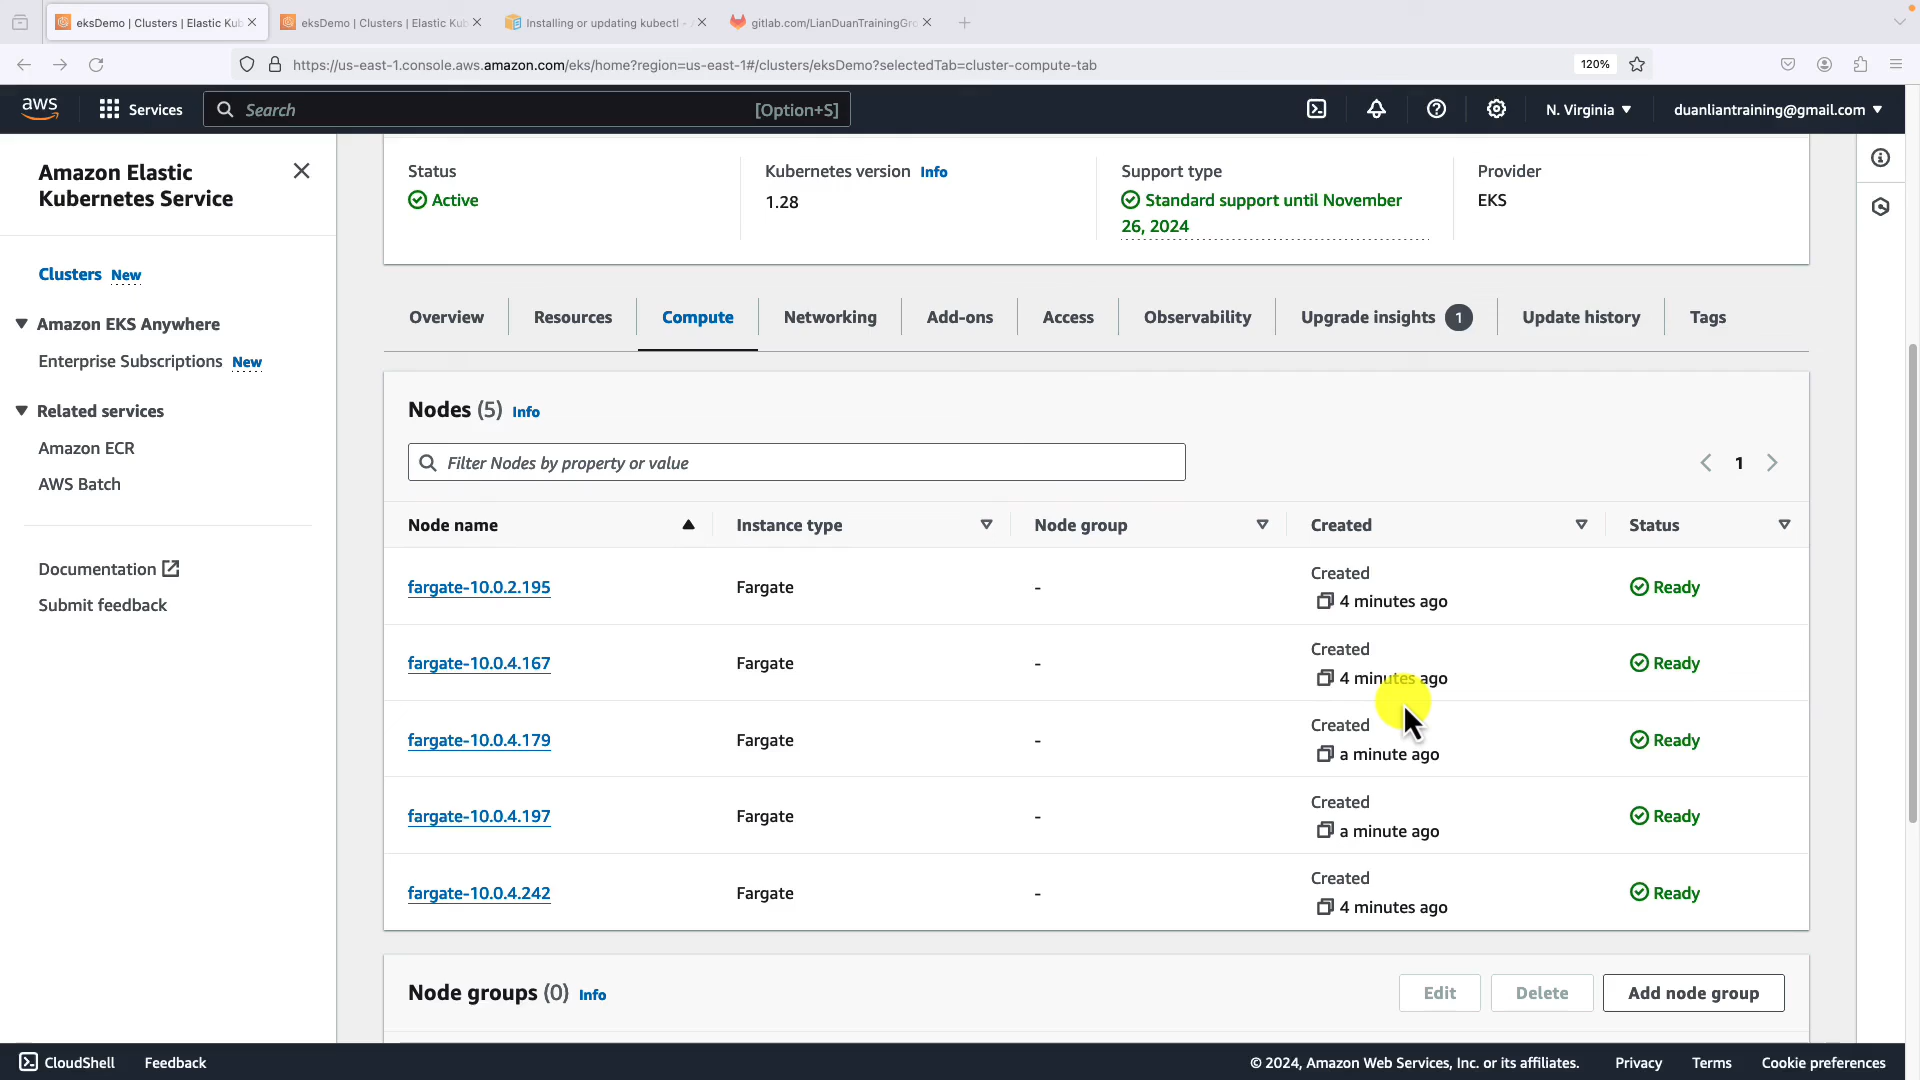 eksDemo | Clusters | Elastic Kub
eksDemo | Clusters | Elastic Kub
Installing or updating kubectl -
gitlab.com/LianDuanTrainingGro
https://us-east-1.console.aws.amazon.com/eks/home?region=us-east-1#/clusters/eksDemo?selectedTab=cluster-compute-tab
120%
aws
Services
Search
[Option+S]
N. Virginia
duanliantraining@gmail.com
Amazon Elastic
Kubernetes Service
Clusters New
Amazon EKS Anywhere
Enterprise Subscriptions New
Related services
Amazon ECR
AWS Batch
Documentation
Submit feedback
Status
Active
Kubernetes version Info
1.28
Support type
Standard support until November
26, 2024
Provider
EKS
Overview
Resources
Compute
Networking
Add-ons
Access
Observability
Upgrade insights 1
Update history
Tags
Nodes (5) Info
Filter Nodes by property or value
1
Node name
Instance type
Node group
Created
Status
fargate-10.0.2.195
Fargate
-
Created
4 minutes ago
Ready
fargate-10.0.4.167
Fargate
-
Created
4 minutes ago
Ready
fargate-10.0.4.179
Fargate
-
Created
a minute ago
Ready
fargate-10.0.4.197
Fargate
-
Created
a minute ago
Ready
fargate-10.0.4.242
Fargate
-
Created
4 minutes ago
Ready
Node groups (0) Info
Edit
Delete
Add node group
CloudShell
Feedback
© 2024, Amazon Web Services, Inc. or its affiliates.
Privacy
Terms
Cookie preferences